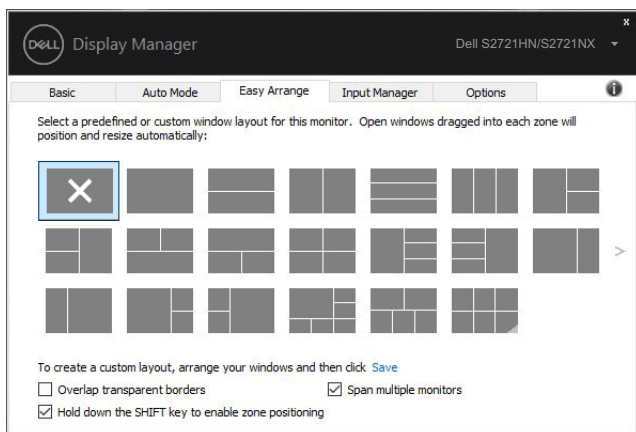 x
DELL Display Manager Dell S2721HN/S2721NX
Basic Auto Mode Easy Arrange Input Manager Options i
Select a predefined or custom window layout for this monitor. Open windows dragged into each zone will
position and resize automatically:
>
To create a custom layout, arrange your windows and then click Save
Overlap transparent borders Span multiple monitors
Hold down the SHIFT key to enable zone positioning